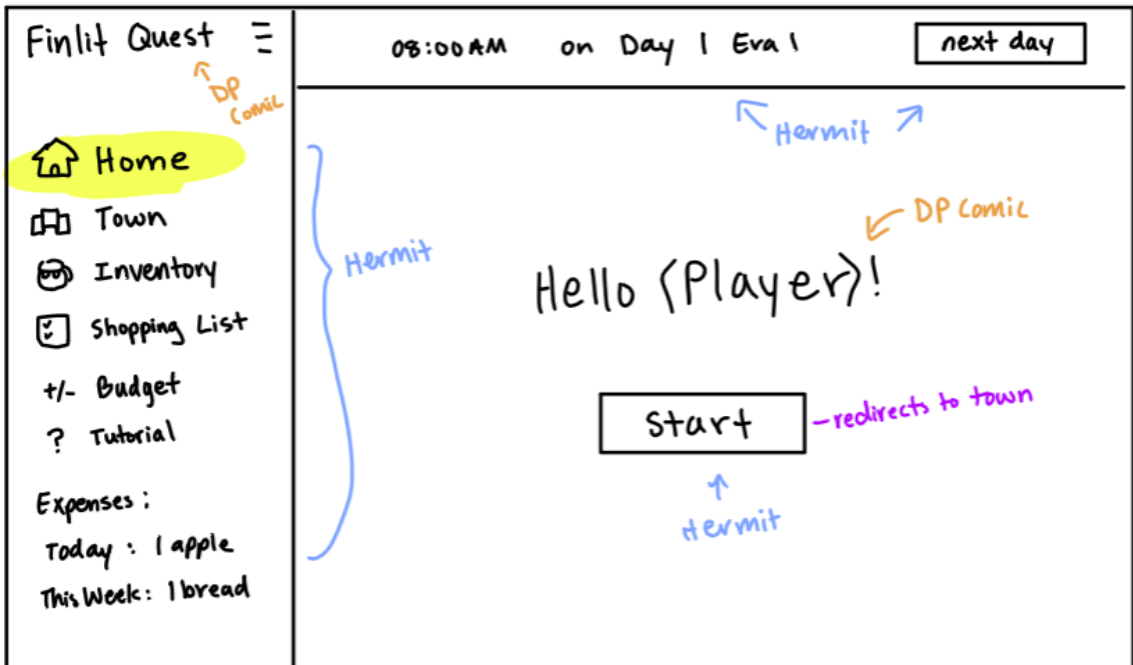 Finlit Quest
DP
Comic
Home
Town
Inventory
Shopping List
+/- Budget
? Tutorial
Expenses:
Today: 1 apple
This Week: 1 bread
Hermit
08:00 AM on Day 1 Era 1
next day
Hermit
DP Comic
Hello <Player>!
Start
- redirects to town
Hermit